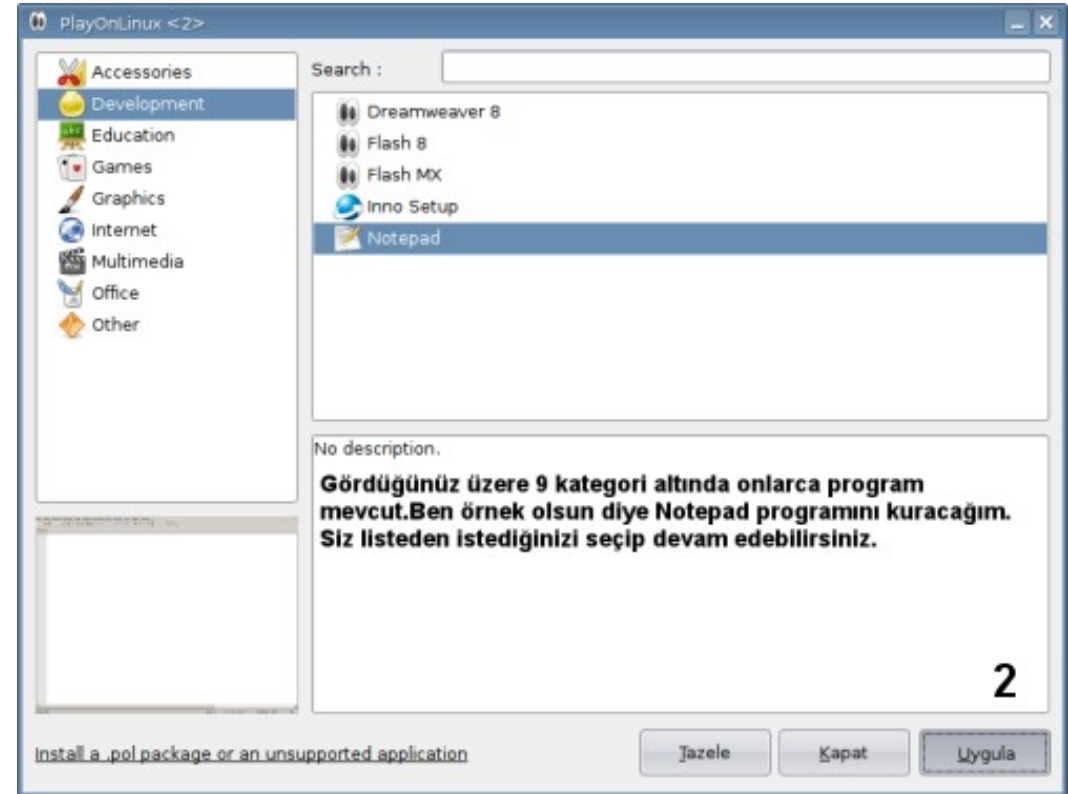 PlayOnLinux <2>
Accessories
Development
Education
Games
Graphics
Internet
Multimedia
Office
Other
Search :
Dreamweaver 8
Flash 8
Flash MX
Inno Setup
Notepad
No description.
Gördüğünüz üzere 9 kategori altında onlarca program
mevcut.Ben örnek olsun diye Notepad programını kuracağım.
Siz listeden istediğinizi seçip devam edebilirsiniz.
2
Install a .pol package or an unsupported application
Tazele
Kapat
Uygula